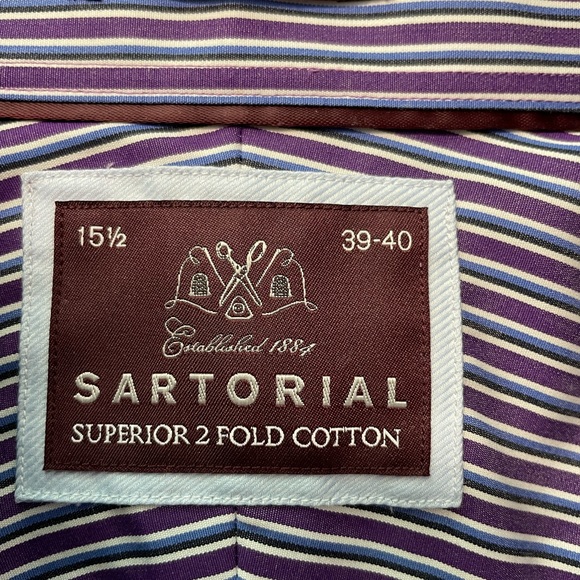 15½ 39-40
Established 1884
SARTORIAL
SUPERIOR 2 FOLD COTTON